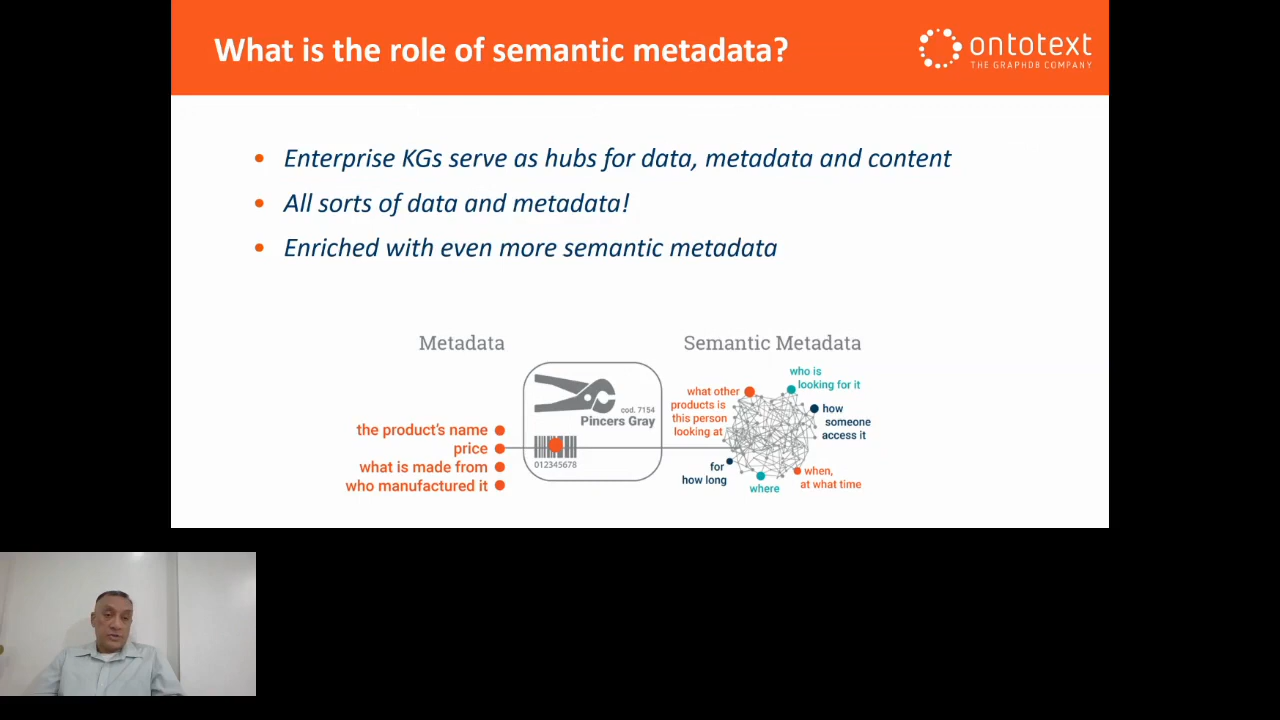 What is the role of semantic metadata?
ontotext
THE GRAPHDB COMPANY
Enterprise KGs serve as hubs for data, metadata and content
All sorts of data and metadata!
Enriched with even more semantic metadata
Metadata
the product's name
price
what is made from
who manufactured it
cod. 7154
Pincers Gray
012345678
Semantic Metadata
who is
looking for it
what other
products is
this person
looking at
how
someone
access it
for
how long
where
when,
at what time